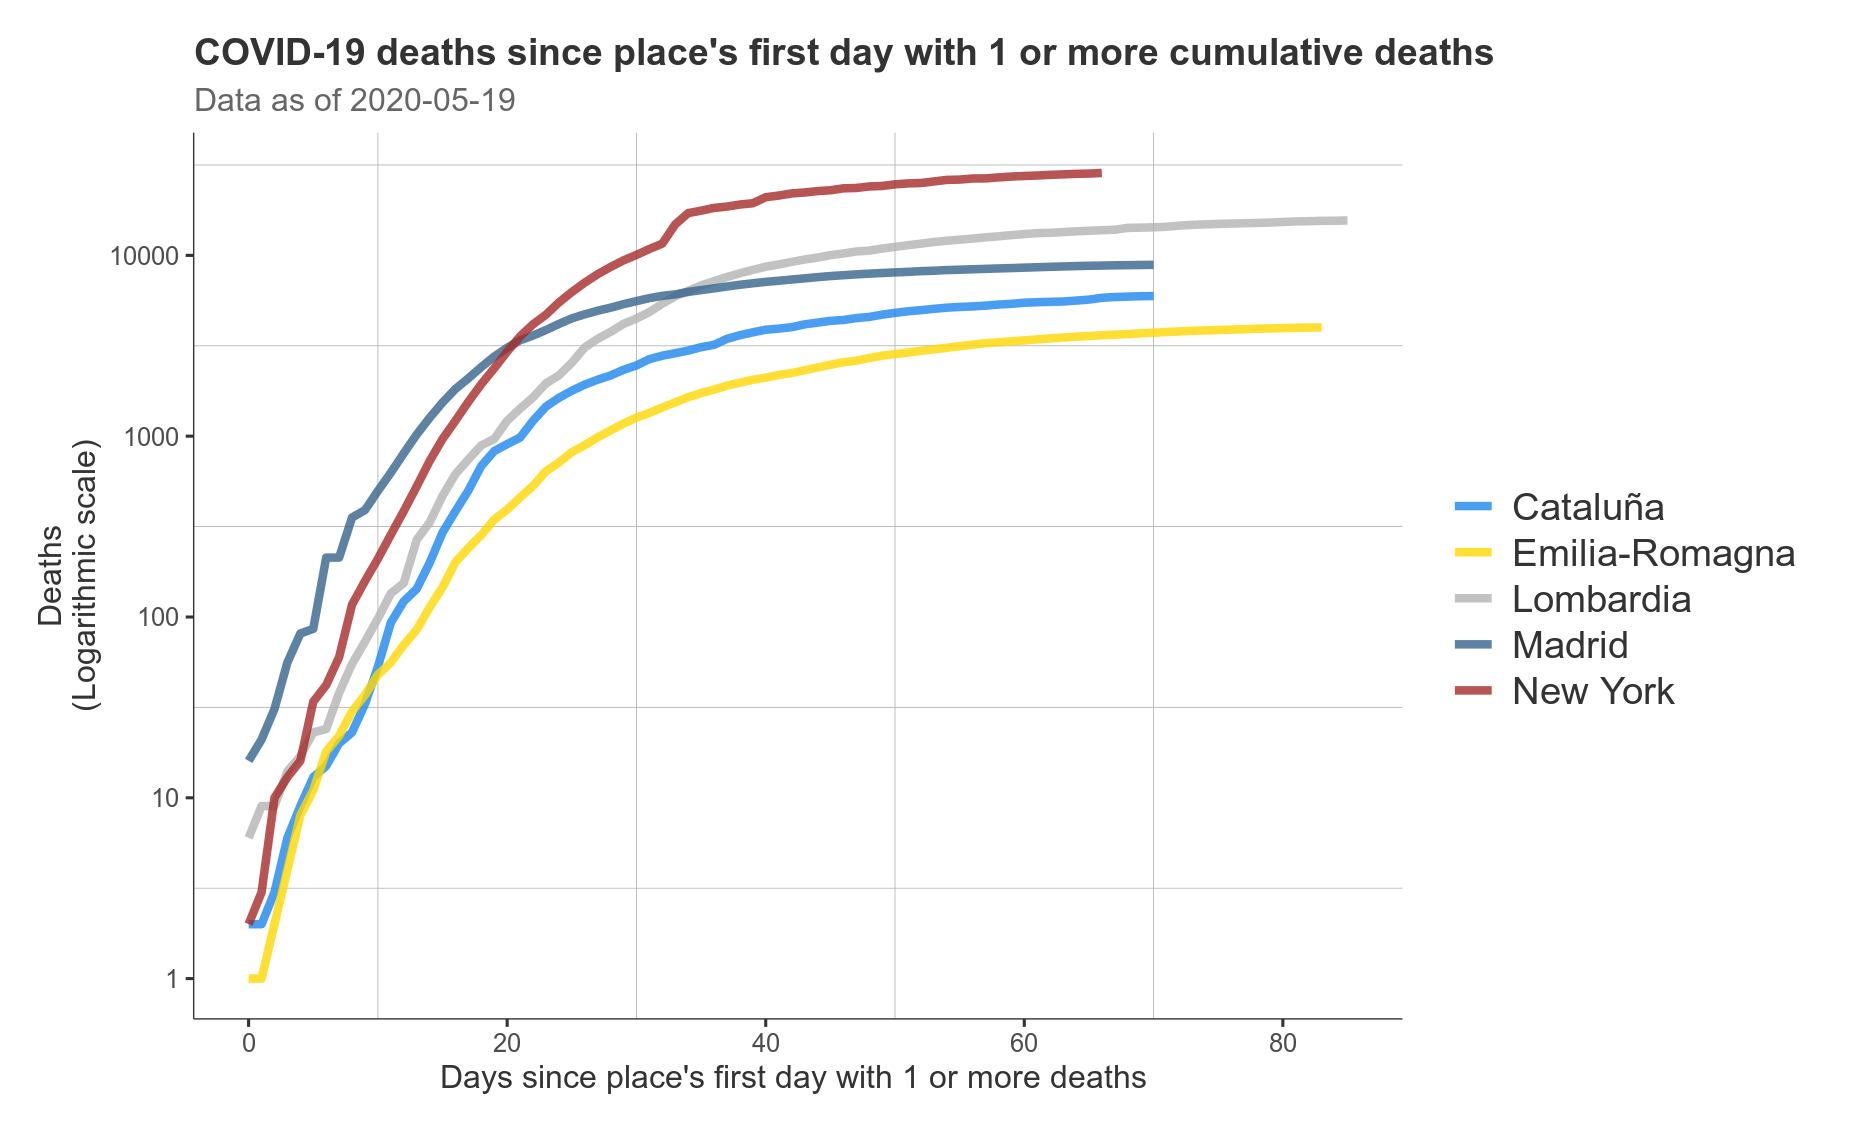 COVID-19 deaths since place's first day with 1 or more cumulative deaths
Data as of 2020-05-19
Deaths
(Logarithmic scale)
10000
1000
100
10
1
0
20
40
60
80
Days since place's first day with 1 or more deaths
Cataluña
Emilia-Romagna
Lombardia
Madrid
New York